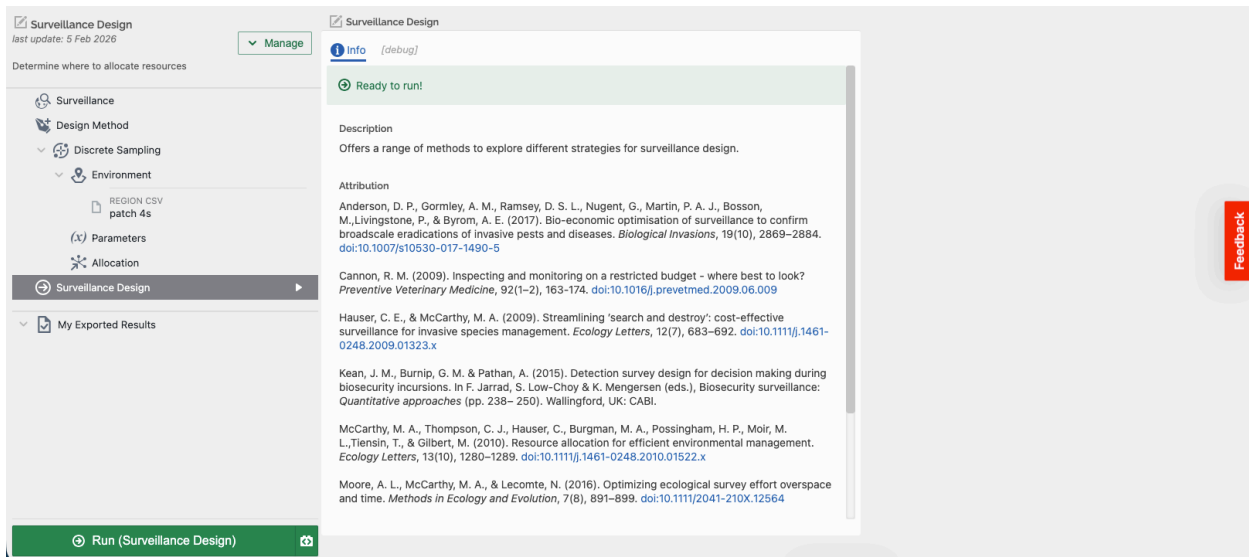 Surveillance Design
last update: 5 Feb 2026
Manage
Determine where to allocate resources
Surveillance
Design Method
Discrete Sampling
Environment
REGION CSV
patch 4s
(x) Parameters
Allocation
Surveillance Design
My Exported Results
Run (Surveillance Design)
Surveillance Design
Info [debug]
Ready to run!
Description
Offers a range of methods to explore different strategies for surveillance design.
Attribution
Anderson, D. P., Gormley, A. M., Ramsey, D. S. L., Nugent, G., Martin, P. A. J., Bosson,
M.,Livingstone, P., & Byrom, A. E. (2017). Bio-economic optimisation of surveillance to confirm
broadscale eradications of invasive pests and diseases. Biological Invasions, 19(10), 2869–2884.
doi:10.1007/s10530-017-1490-5
Cannon, R. M. (2009). Inspecting and monitoring on a restricted budget - where best to look?
Preventive Veterinary Medicine, 92(1–2), 163-174. doi:10.1016/j.prevetmed.2009.06.009
Hauser, C. E., & McCarthy, M. A. (2009). Streamlining ‘search and destroy’: cost-effective
surveillance for invasive species management. Ecology Letters, 12(7), 683–692. doi:10.1111/j.1461-
0248.2009.01323.x
Kean, J. M., Burnip, G. M. & Pathan, A. (2015). Detection survey design for decision making during
biosecurity incursions. In F. Jarrad, S. Low-Choy & K. Mengersen (eds.), Biosecurity surveillance:
Quantitative approaches (pp. 238– 250). Wallingford, UK: CABI.
McCarthy, M. A., Thompson, C. J., Hauser, C., Burgman, M. A., Possingham, H. P., Moir, M.
L.,Tiensin, T., & Gilbert, M. (2010). Resource allocation for efficient environmental management.
Ecology Letters, 13(10), 1280–1289. doi:10.1111/j.1461-0248.2010.01522.x
Moore, A. L., McCarthy, M. A., & Lecomte, N. (2016). Optimizing ecological survey effort overspace
and time. Methods in Ecology and Evolution, 7(8), 891–899. doi:10.1111/2041-210X.12564
Feedback